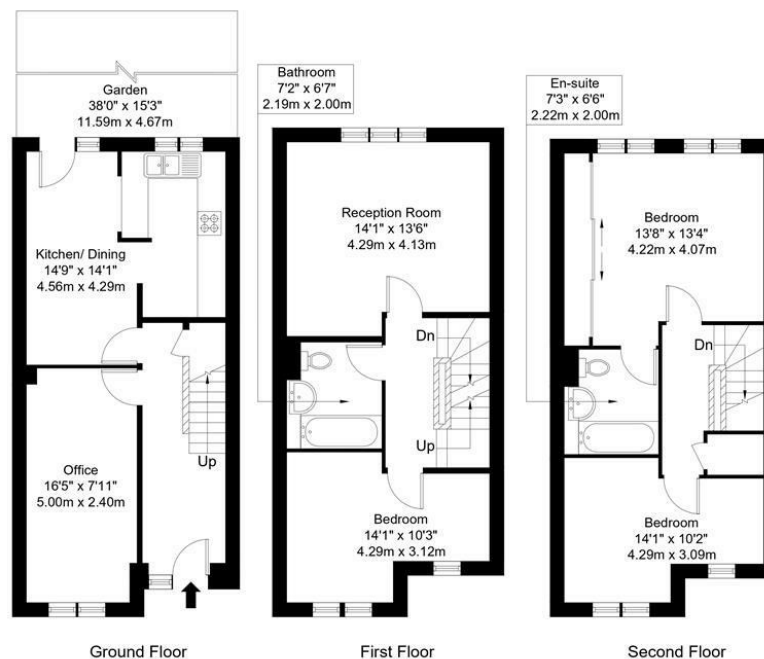 Garden
38'0" x 15'3"
11.59m x 4.67m
Kitchen/ Dining
14'9" x 14'1"
4.56m x 4.29m
Office
16'5" x 7'11"
5.00m x 2.40m
Up
Ground Floor
Bathroom
7'2" x 6'7"
2.19m x 2.00m
Reception Room
14'1" x 13'6"
4.29m x 4.13m
Dn
Up
Bedroom
14'1" x 10'3"
4.29m x 3.12m
First Floor
En-suite
7'3" x 6'6"
2.22m x 2.00m
Bedroom
13'8" x 13'4"
4.22m x 4.07m
Dn
Bedroom
14'1" x 10'2"
4.29m x 3.09m
Second Floor